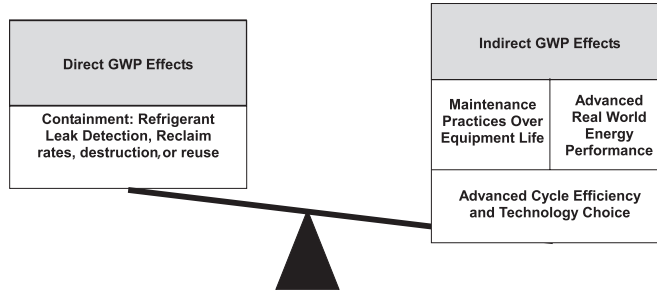 Direct GWP Effects
Containment: Refrigerant
Leak Detection, Reclaim
rates, destruction, or reuse
Indirect GWP Effects
Maintenance
Practices Over
Equipment Life
Advanced
Real World
Energy
Performance
Advanced Cycle Efficiency
and Technology Choice